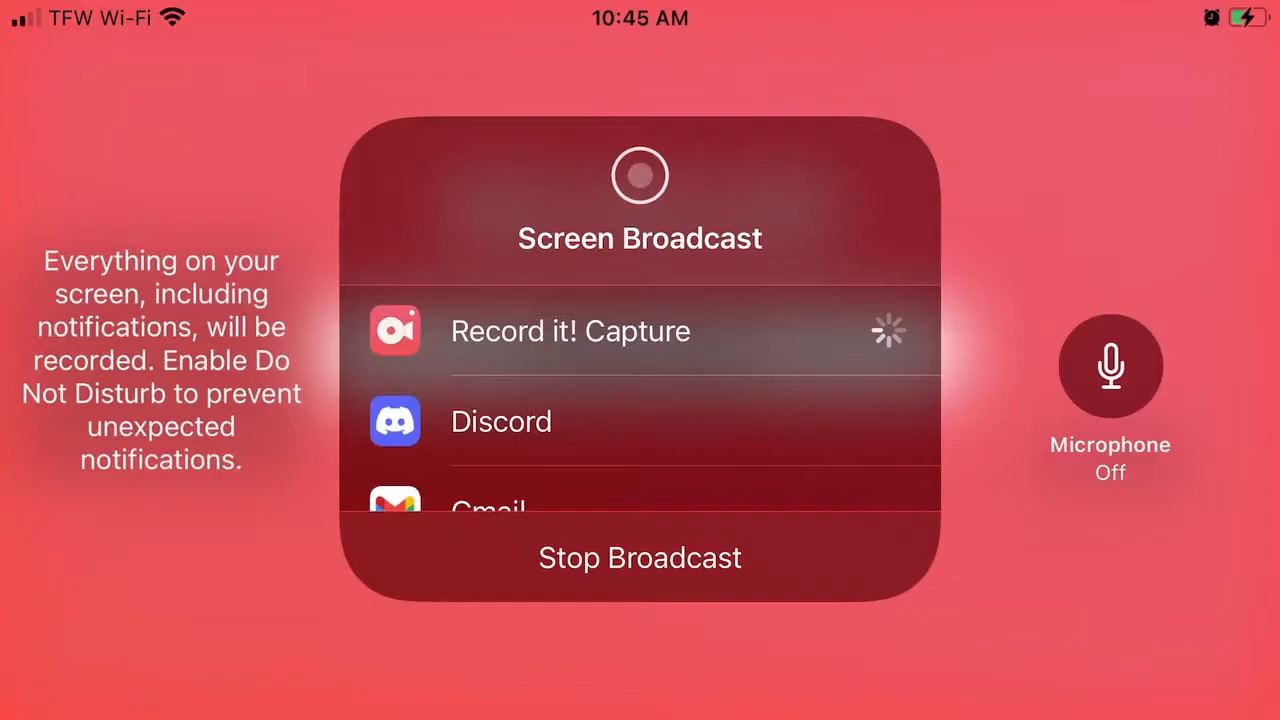 TFW Wi-Fi
10:45 AM
Screen Broadcast
Everything on your
screen, including
notifications, will be
recorded. Enable Do
Not Disturb to prevent
unexpected
notifications.
Record it! Capture
Discord
Gmail
Stop Broadcast
Microphone
Off